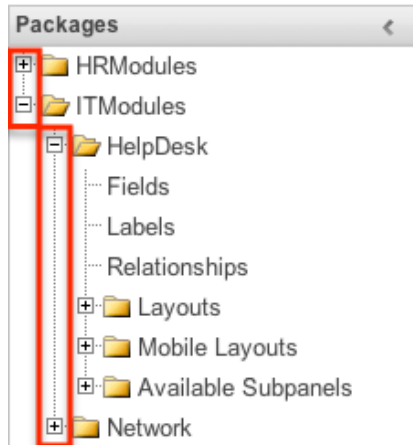 Packages
HRModules
ITModules
HelpDesk
Fields
Labels
Relationships
Layouts
Mobile Layouts
Available Subpanels
Network